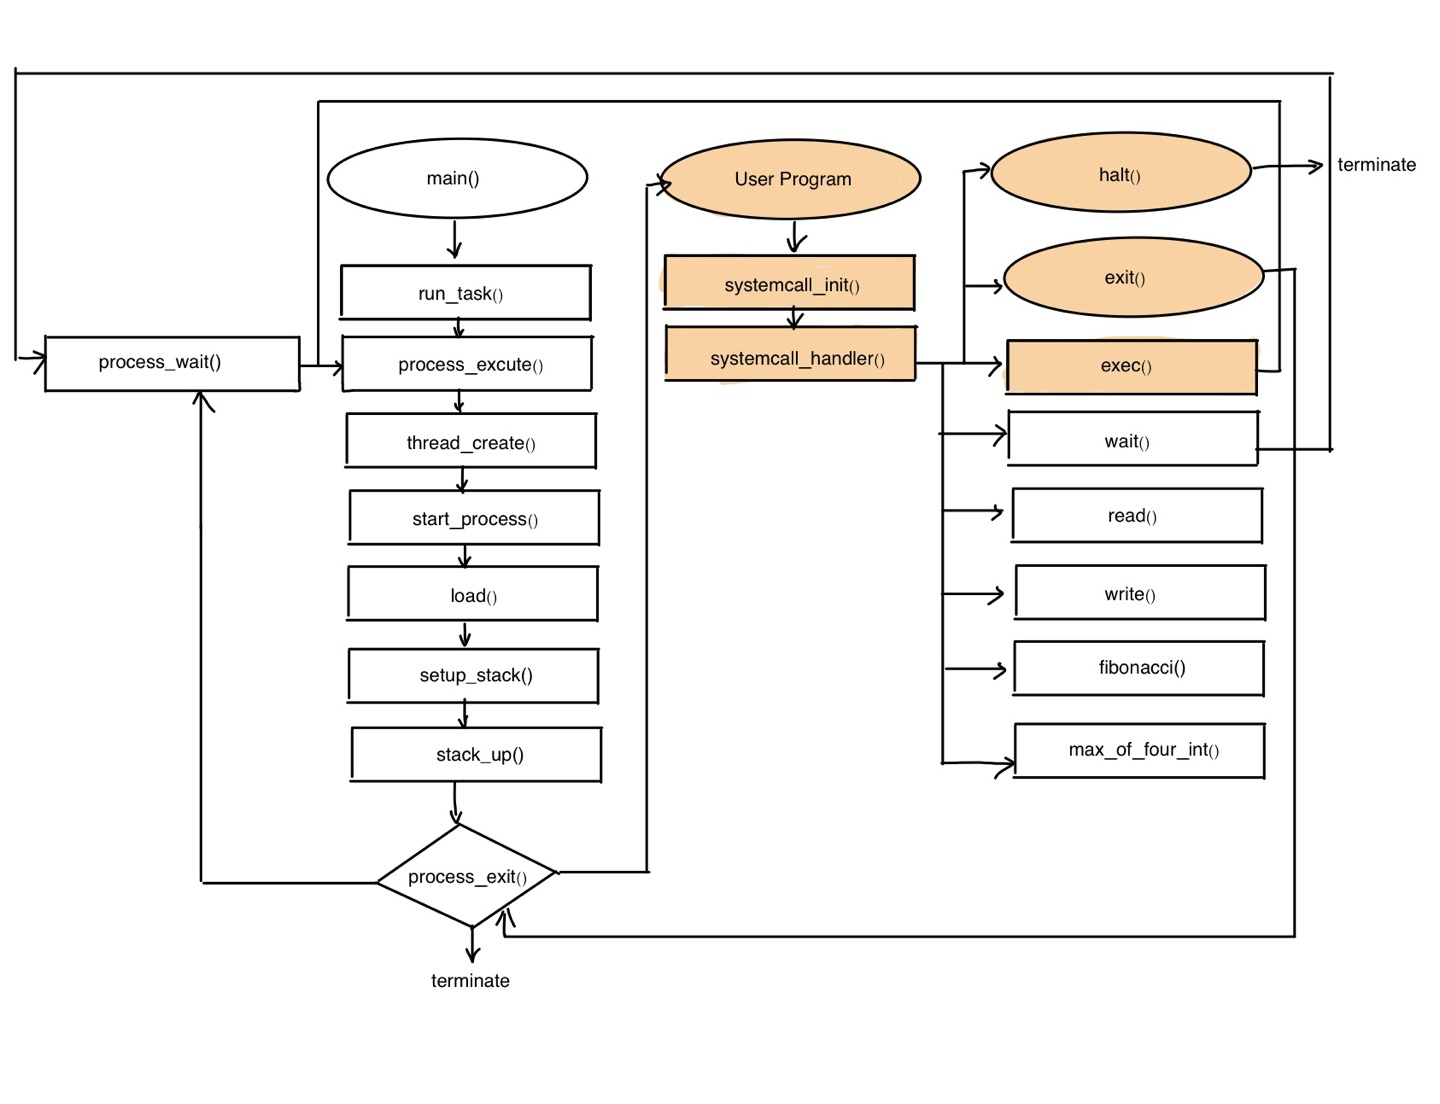 main()
run_task()
process_wait()
process_excute()
thread_create()
start_process()
load()
setup_stack()
stack_up()
process_exit()
terminate
User Program
systemcall_init()
systemcall_handler()
halt()
terminate
exit()
exec()
wait()
read()
write()
fibonacci()
max_of_four_int()